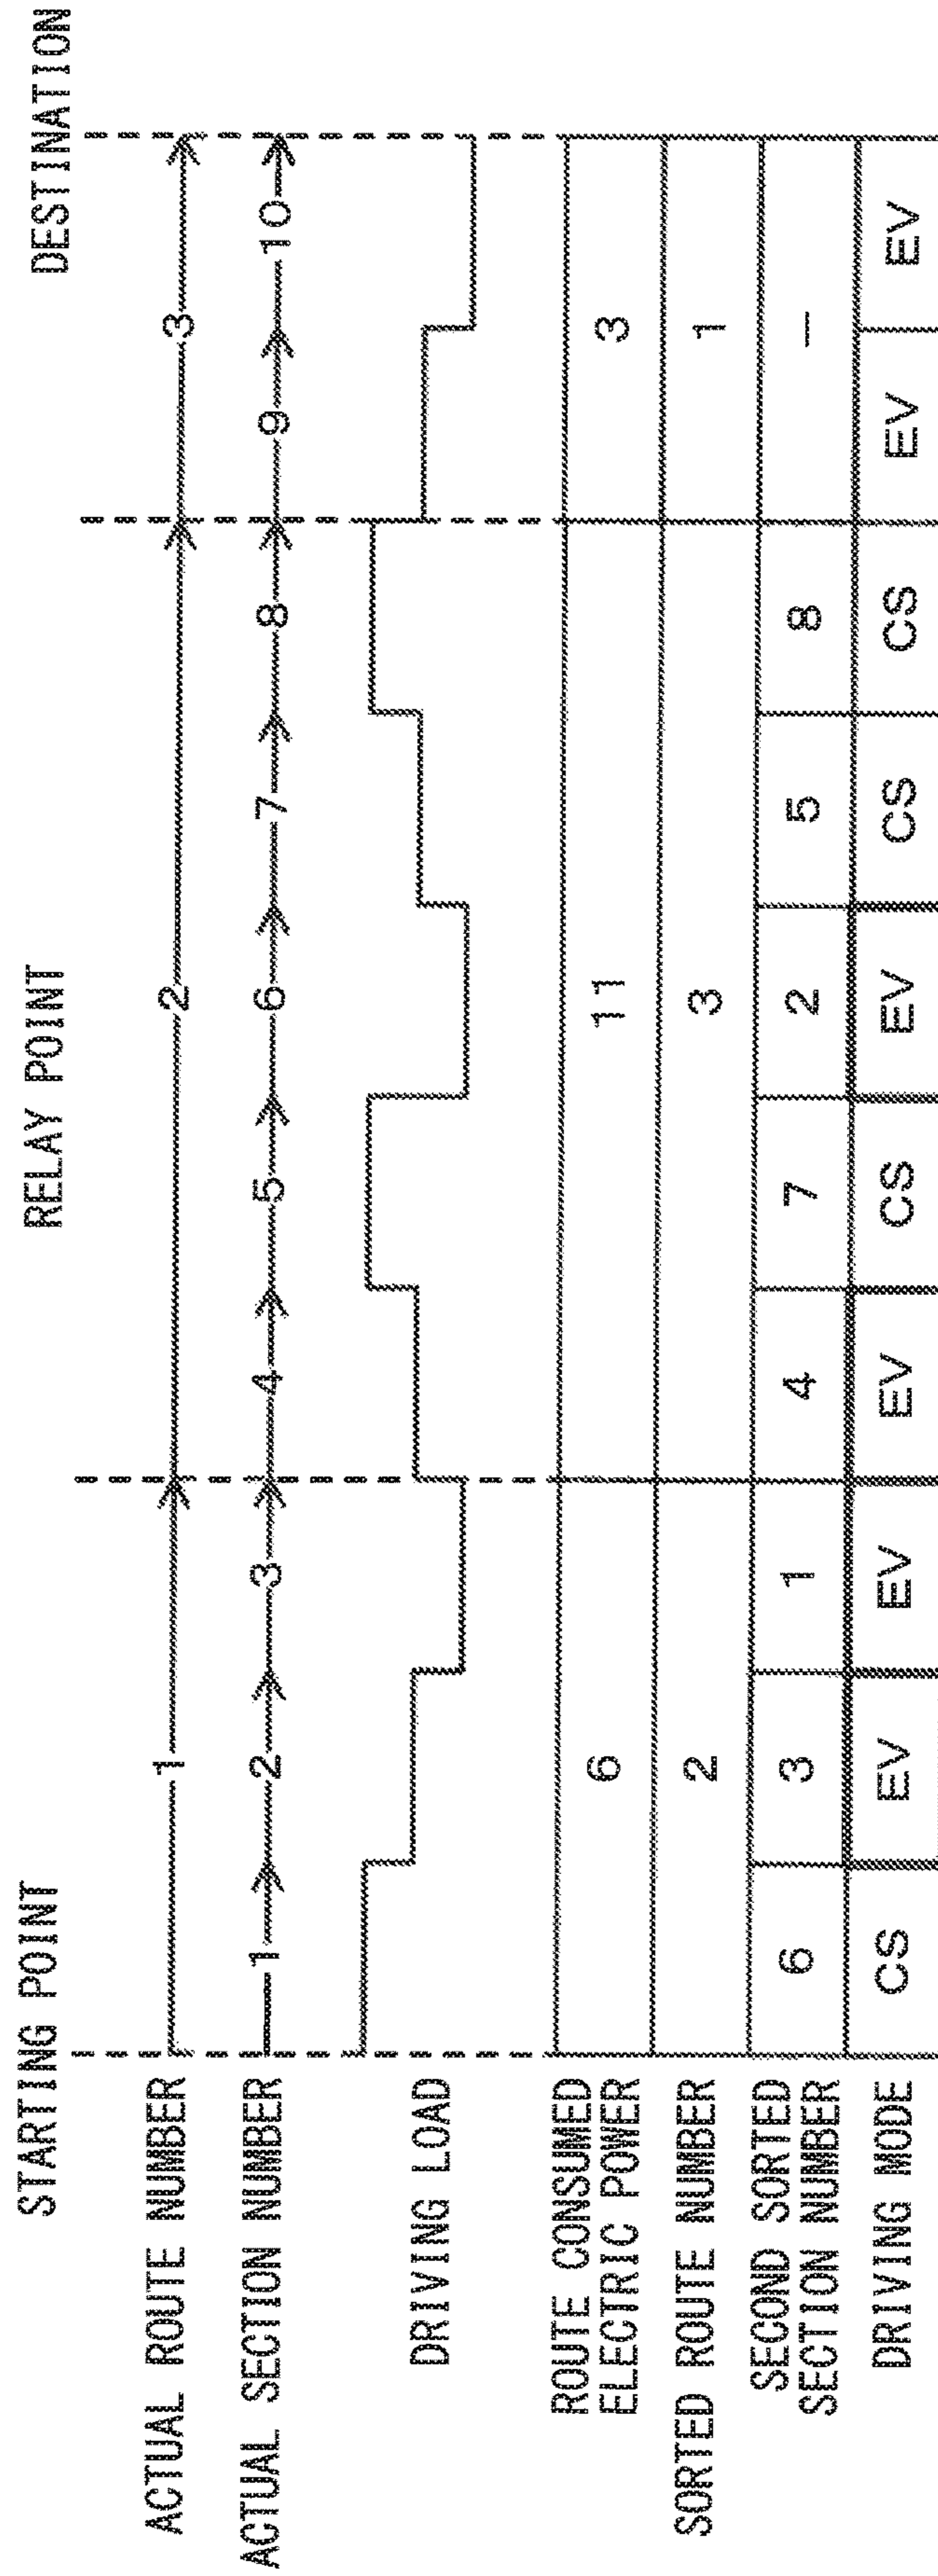 STARTING POINT
RELAY POINT
DESTINATION
ACTUAL ROUTE NUMBER 1 2 3
ACTUAL SECTION NUMBER 1 2 3 4 5 6 7 8 9 10
DRIVING LOAD
ROUTE CONSUMED
ELECTRIC POWER 6 11 3
SORTED ROUTE NUMBER 2 3 1
SECOND SORTED
SECTION NUMBER 6 3 1 4 7 2 5 8 –
DRIVING MODE CS EV EV EV CS EV CS CS EV EV